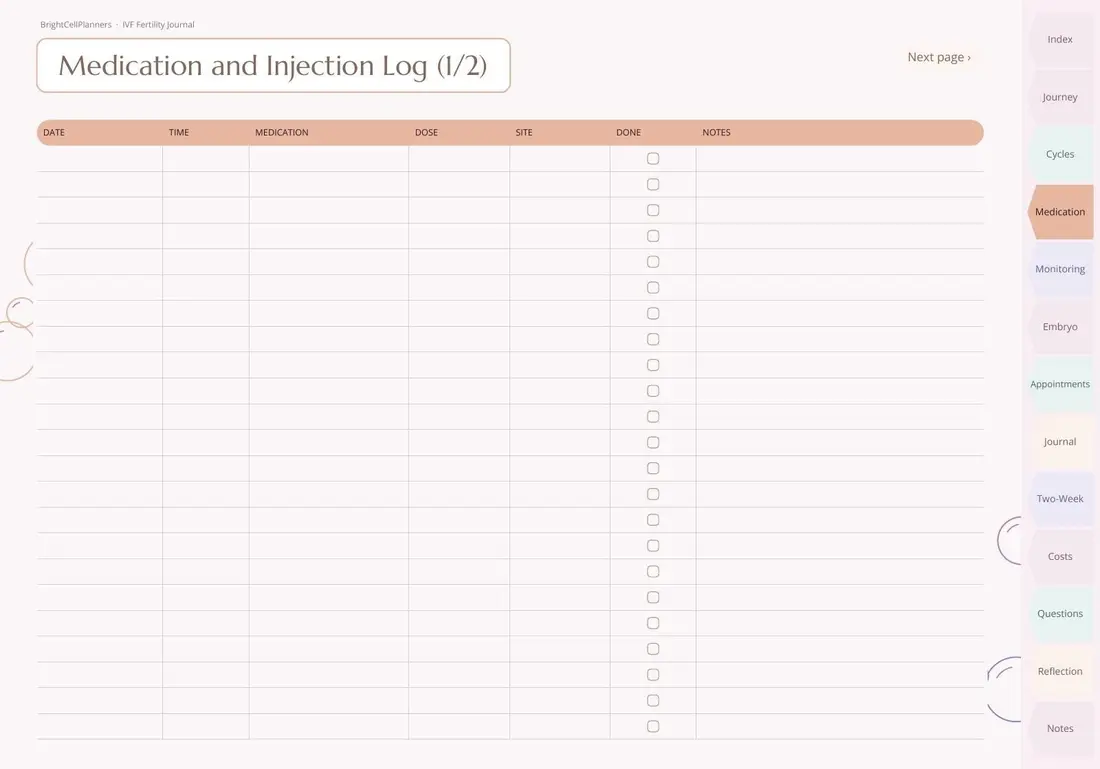 BrightCellPlanners · IVF Fertility Journal
Medication and Injection Log (1/2)
Next page ›
DATE TIME MEDICATION DOSE SITE DONE NOTES
Index
Journey
Cycles
Medication
Monitoring
Embryo
Appointments
Journal
Two-Week
Costs
Questions
Reflection
Notes